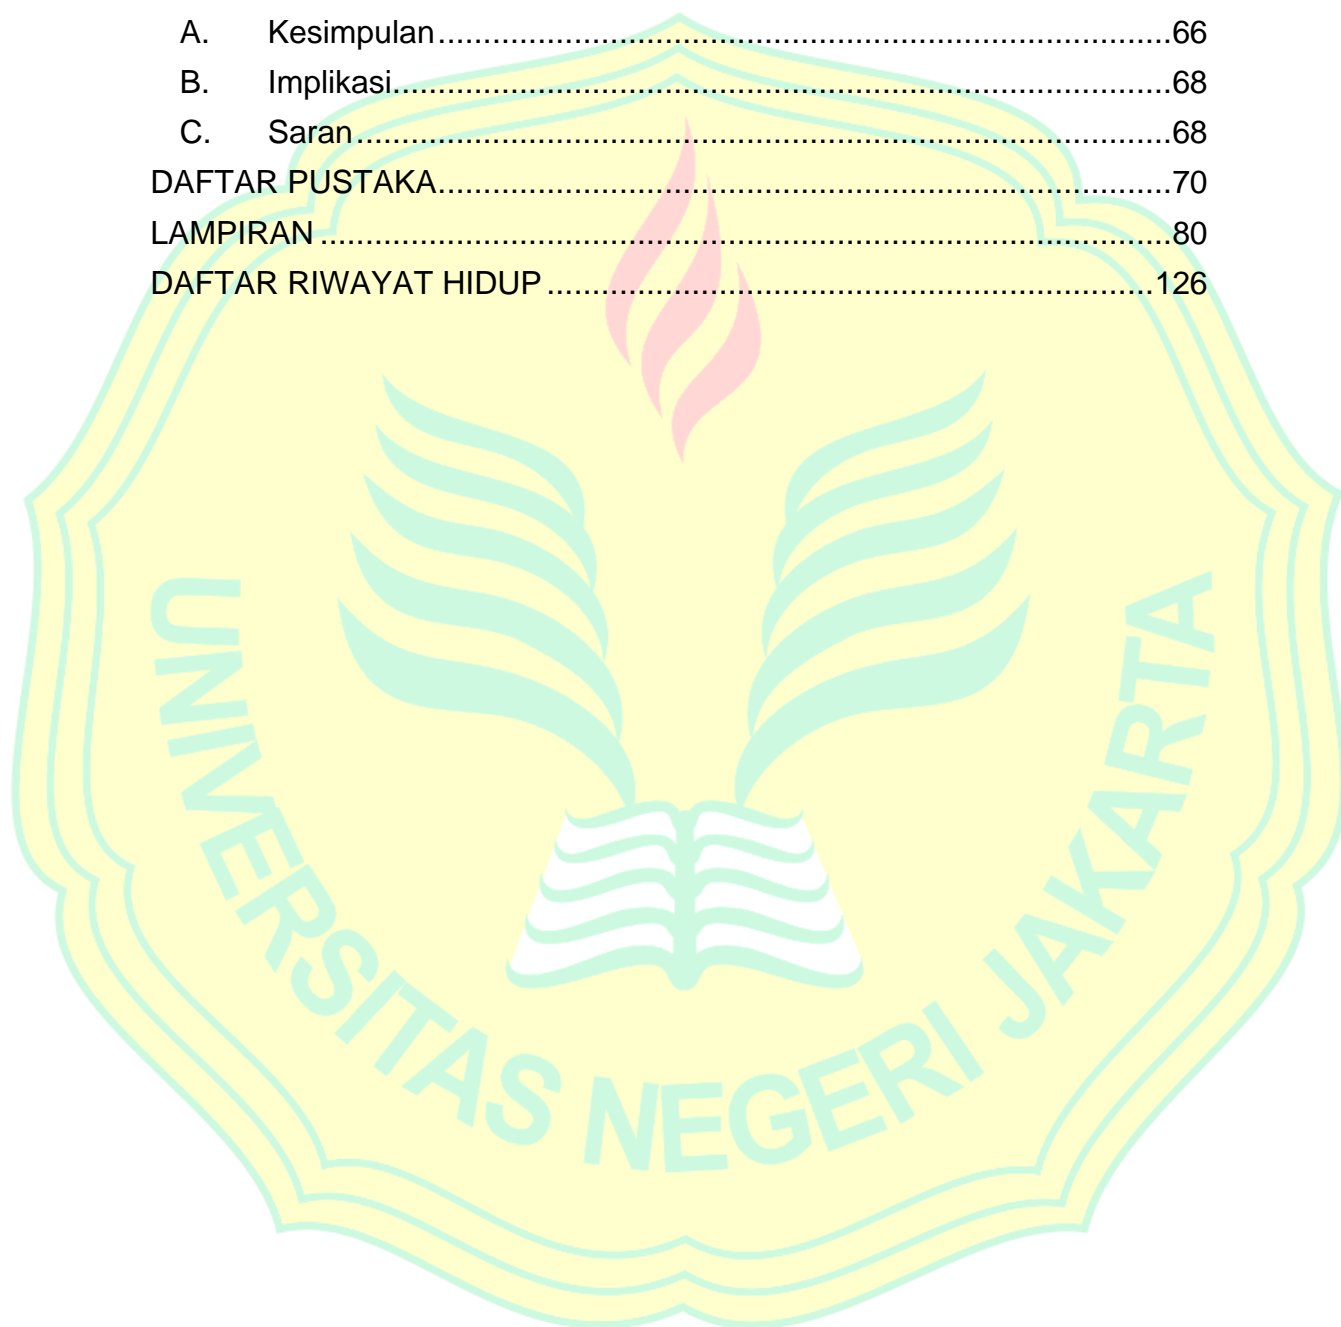 A. Kesimpulan........................................................................66
B. Implikasi.............................................................................68
C. Saran.................................................................................68
DAFTAR PUSTAKA........................................................................70
LAMPIRAN....................................................................................80
DAFTAR RIWAYAT HIDUP............................................................126
UNIVERSITAS NEGERI JAKARTA